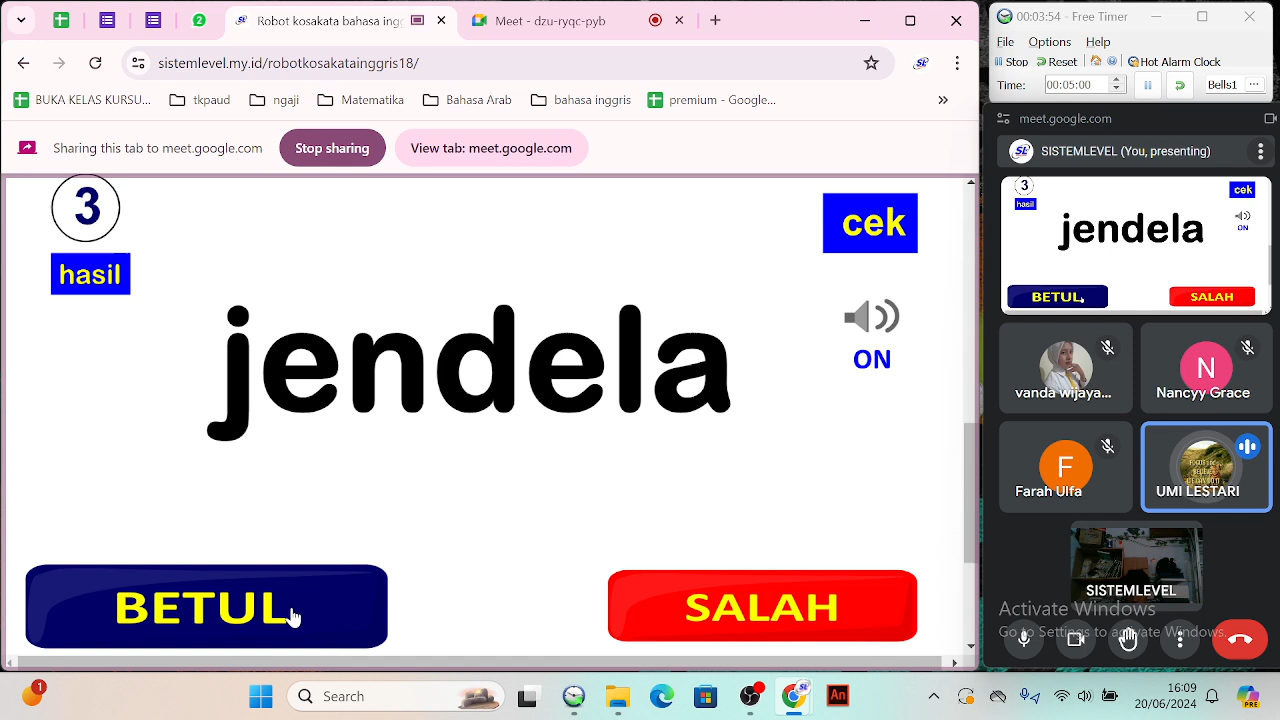 2
Robot kosakata bahasa ing
Meet - dzu-ryqc-pyb
00:03:54 - Free Timer
File Options Help
sistemlevel.my.id/robotkosakatainggris18/
Stop Reset Hot Alarm Clock
Time: 00:05:00 Bells1 ...
BUKA KELAS KURSU... tkpaud ngaji Matematika Bahasa Arab bahasa inggris premium - Google... »
meet.google.com
Sharing this tab to meet.google.com Stop sharing View tab: meet.google.com
SISTEMLEVEL (You, presenting)
3
cek
hasil
jendela
ON
BETUL
SALAH
3
cek
hasil
jendela
ON
BETUL
SALAH
vanda wijaya...
N
Nancyy Grace
F
Farah Ulfa
UMI LESTARI
SISTEMLEVEL
Activate Windows
Go to Settings to activate Windows.
1
Search
An
16:09
20/06/2024
PRE